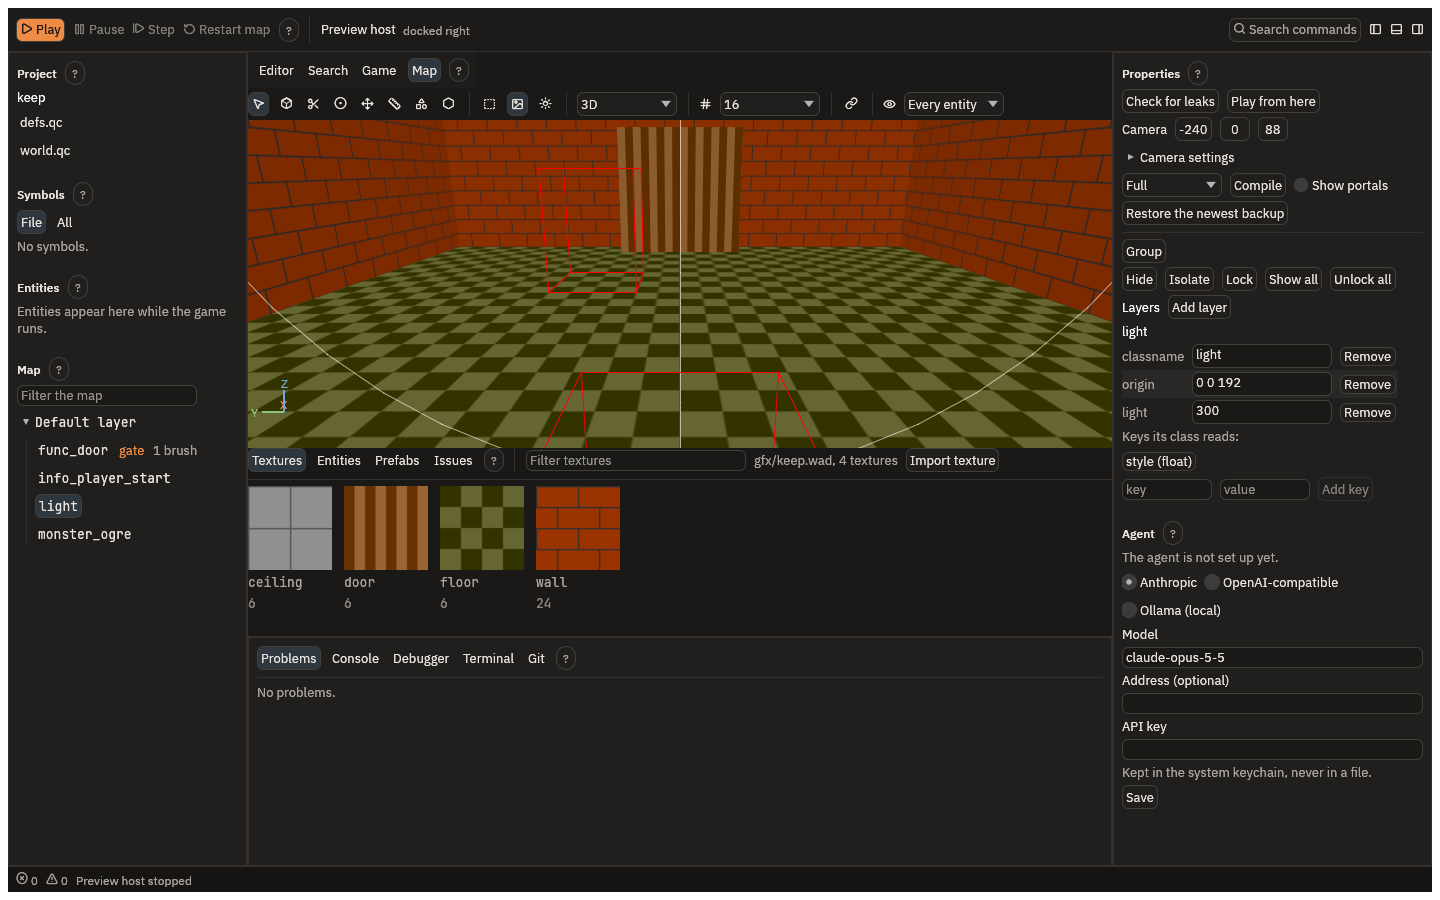 Play Pause Step Restart map ? Preview host docked right Search commands
Project ?
keep
defs.qc
world.qc
Symbols ?
File All
No symbols.
Entities ?
Entities appear here while the game
runs.
Map ?
Filter the map
Default layer
func_door gate 1 brush
info_player_start
light
monster_ogre
Editor Search Game Map ?
3D # 16 Every entity
Z
Y
X
Textures Entities Prefabs Issues ? Filter textures gfx/keep.wad, 4 textures Import texture
ceiling door floor wall
6 6 6 24
Problems Console Debugger Terminal Git ?
No problems.
Properties ?
Check for leaks Play from here
Camera -240 0 88
Camera settings
Full Compile Show portals
Restore the newest backup
Group
Hide Isolate Lock Show all Unlock all
Layers Add layer
light
classname light Remove
origin 0 0 192 Remove
light 300 Remove
Keys its class reads:
style (float)
key value Add key
Agent ?
The agent is not set up yet.
Anthropic OpenAI-compatible
Ollama (local)
Model
claude-opus-5-5
Address (optional)
API key
Kept in the system keychain, never in a file.
Save
0 0 Preview host stopped